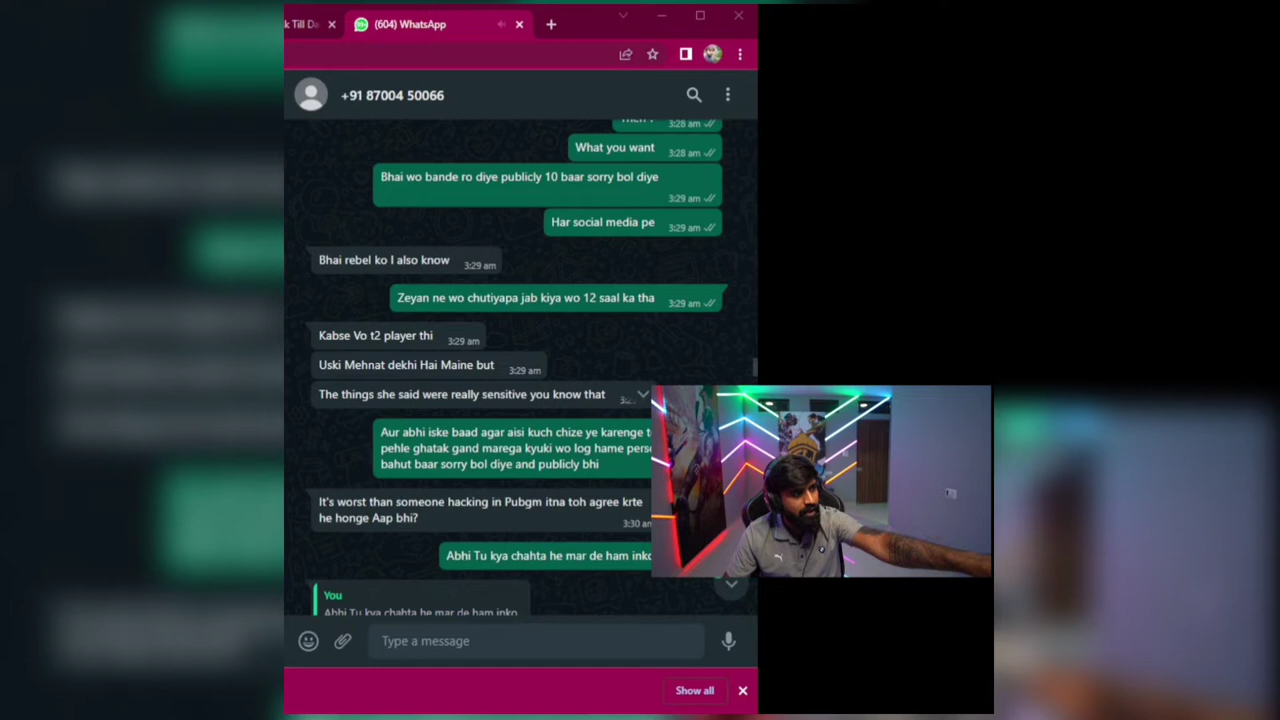 k Till Da
(604) WhatsApp
+91 87004 50066
Then ?
3:28 am
What you want
3:28 am
Bhai wo bande ro diye publicly 10 baar sorry bol diye
3:29 am
Har social media pe
3:29 am
Bhai rebel ko I also know
3:29 am
Zeyan ne wo chutiyapa jab kiya wo 12 saal ka tha
3:29 am
Kabse Vo t2 player thi
3:29 am
Uski Mehnat dekhi Hai Maine but
3:29 am
The things she said were really sensitive you know that
Aur abhi iske baad agar aisi kuch chize ye karenge
pehle ghatak gand marega kyuki wo log hame
bahut baar sorry bol diye and publicly bhi
It's worst than someone hacking in Pubgm itna toh agree krte
he honge Aap bhi?
3:30 am
Abhi Tu kya chahta he mar de ham inko
You
Abhi Tu kya chahta he mar de ham inko
Type a message
Show all